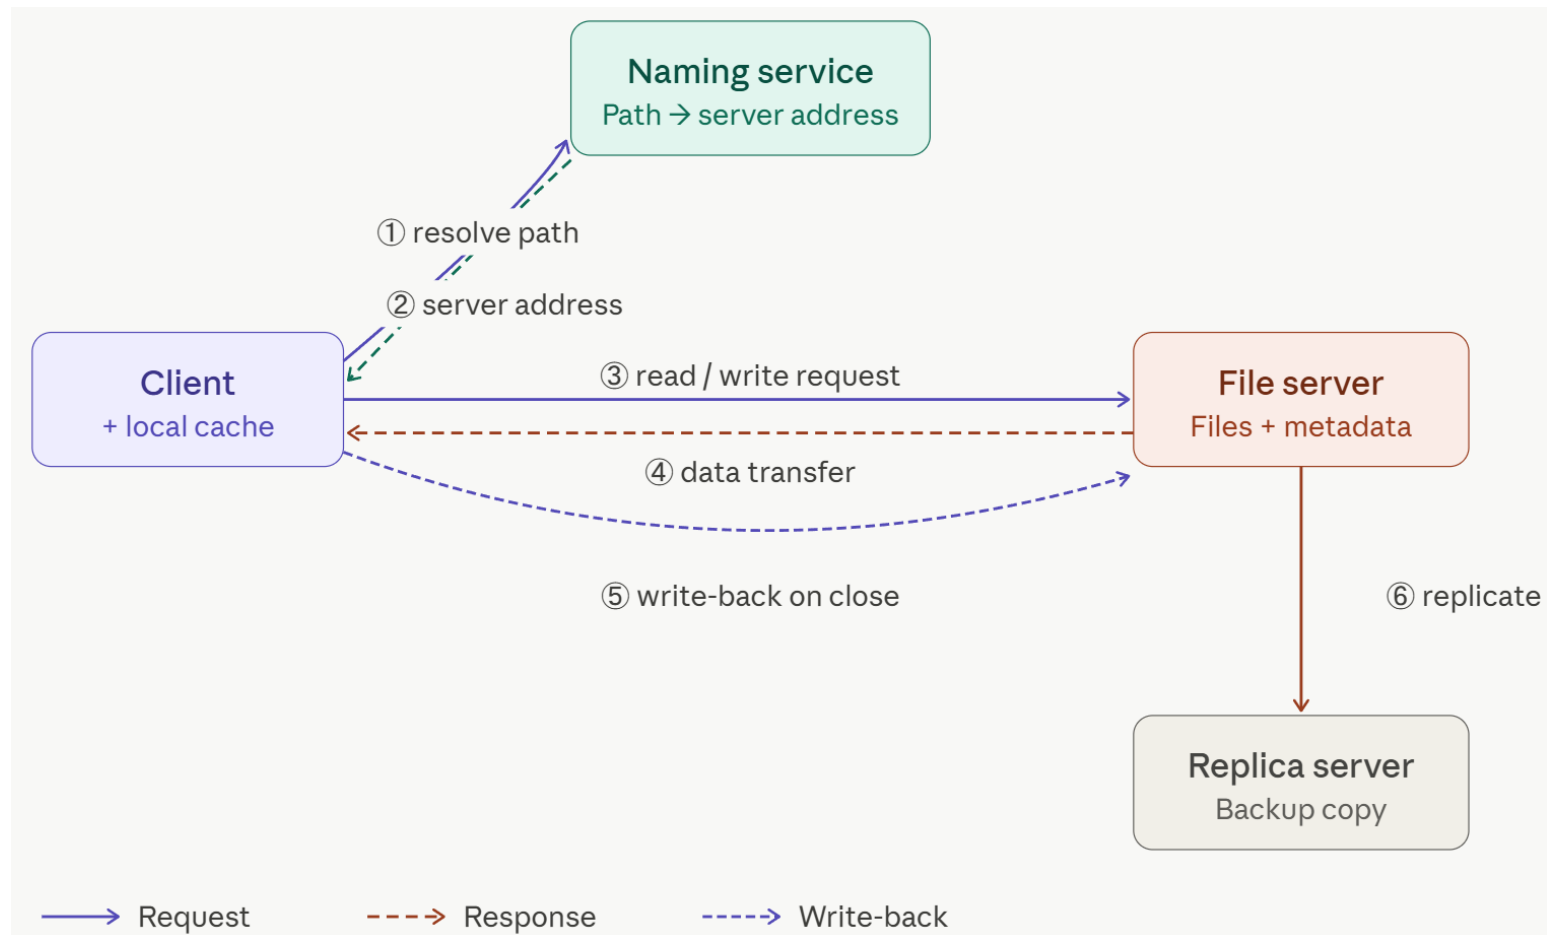 Naming service
Path → server address
① resolve path
② server address
Client
+ local cache
③ read / write request
File server
Files + metadata
④ data transfer
⑤ write-back on close
⑥ replicate
Replica server
Backup copy
Request
Response
Write-back